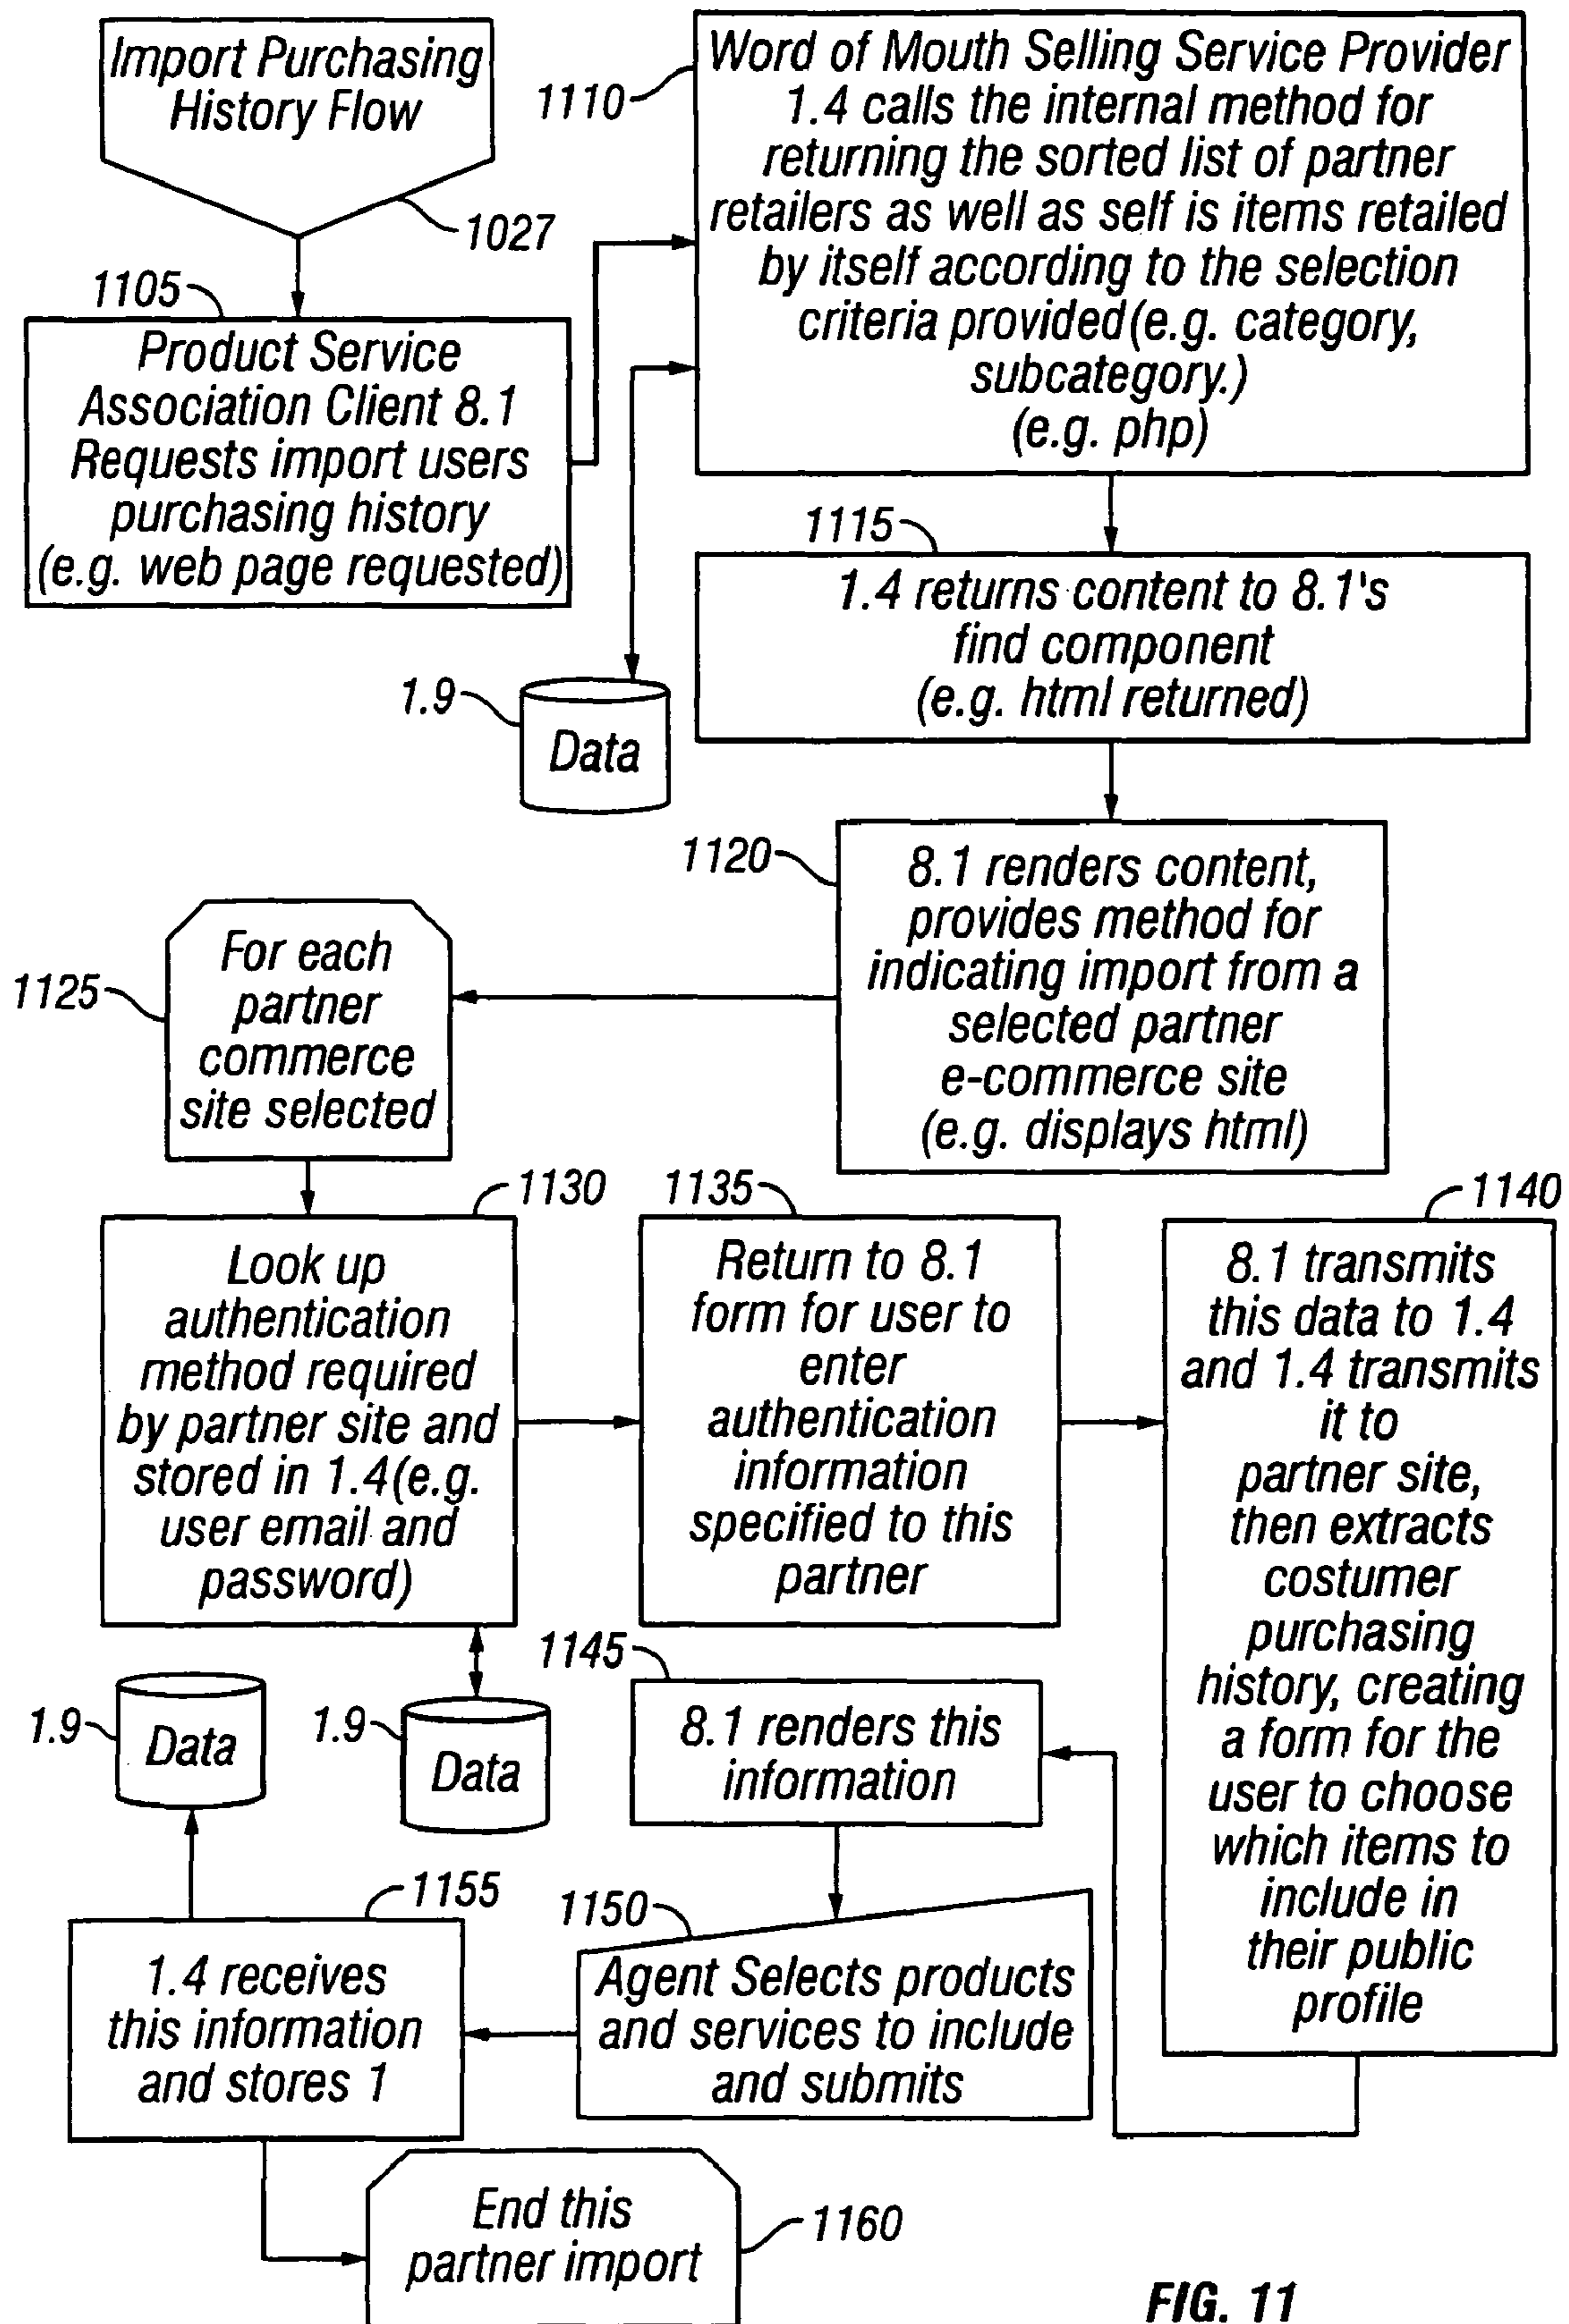 Import Purchasing
History Flow
1027
1105
Product Service
Association Client 8.1
Requests import users
purchasing history
(e.g. web page requested)
1110
Word of Mouth Selling Service Provider
1.4 calls the internal method for
returning the sorted list of partner
retailers as well as self is items retailed
by itself according to the selection
criteria provided(e.g. category,
subcategory.)
(e.g. php)
1.9
Data
1115
1.4 returns content to 8.1's
find component
(e.g. html returned)
1120
8.1 renders content,
provides method for
indicating import from a
selected partner
e-commerce site
(e.g. displays html)
1125
For each
partner
commerce
site selected
1130
Look up
authentication
method required
by partner site and
stored in 1.4(e.g.
user email and
password)
1.9
Data
1135
Return to 8.1
form for user to
enter
authentication
information
specified to this
partner
1140
8.1 transmits
this data to 1.4
and 1.4 transmits
it to
partner site,
then extracts
costumer
purchasing
history, creating
a form for the
user to choose
which items to
include in
their public
profile
1145
8.1 renders this
information
1150
Agent Selects products
and services to include
and submits
1155
1.4 receives
this information
and stores 1
1.9
Data
End this
partner import
1160
FIG. 11